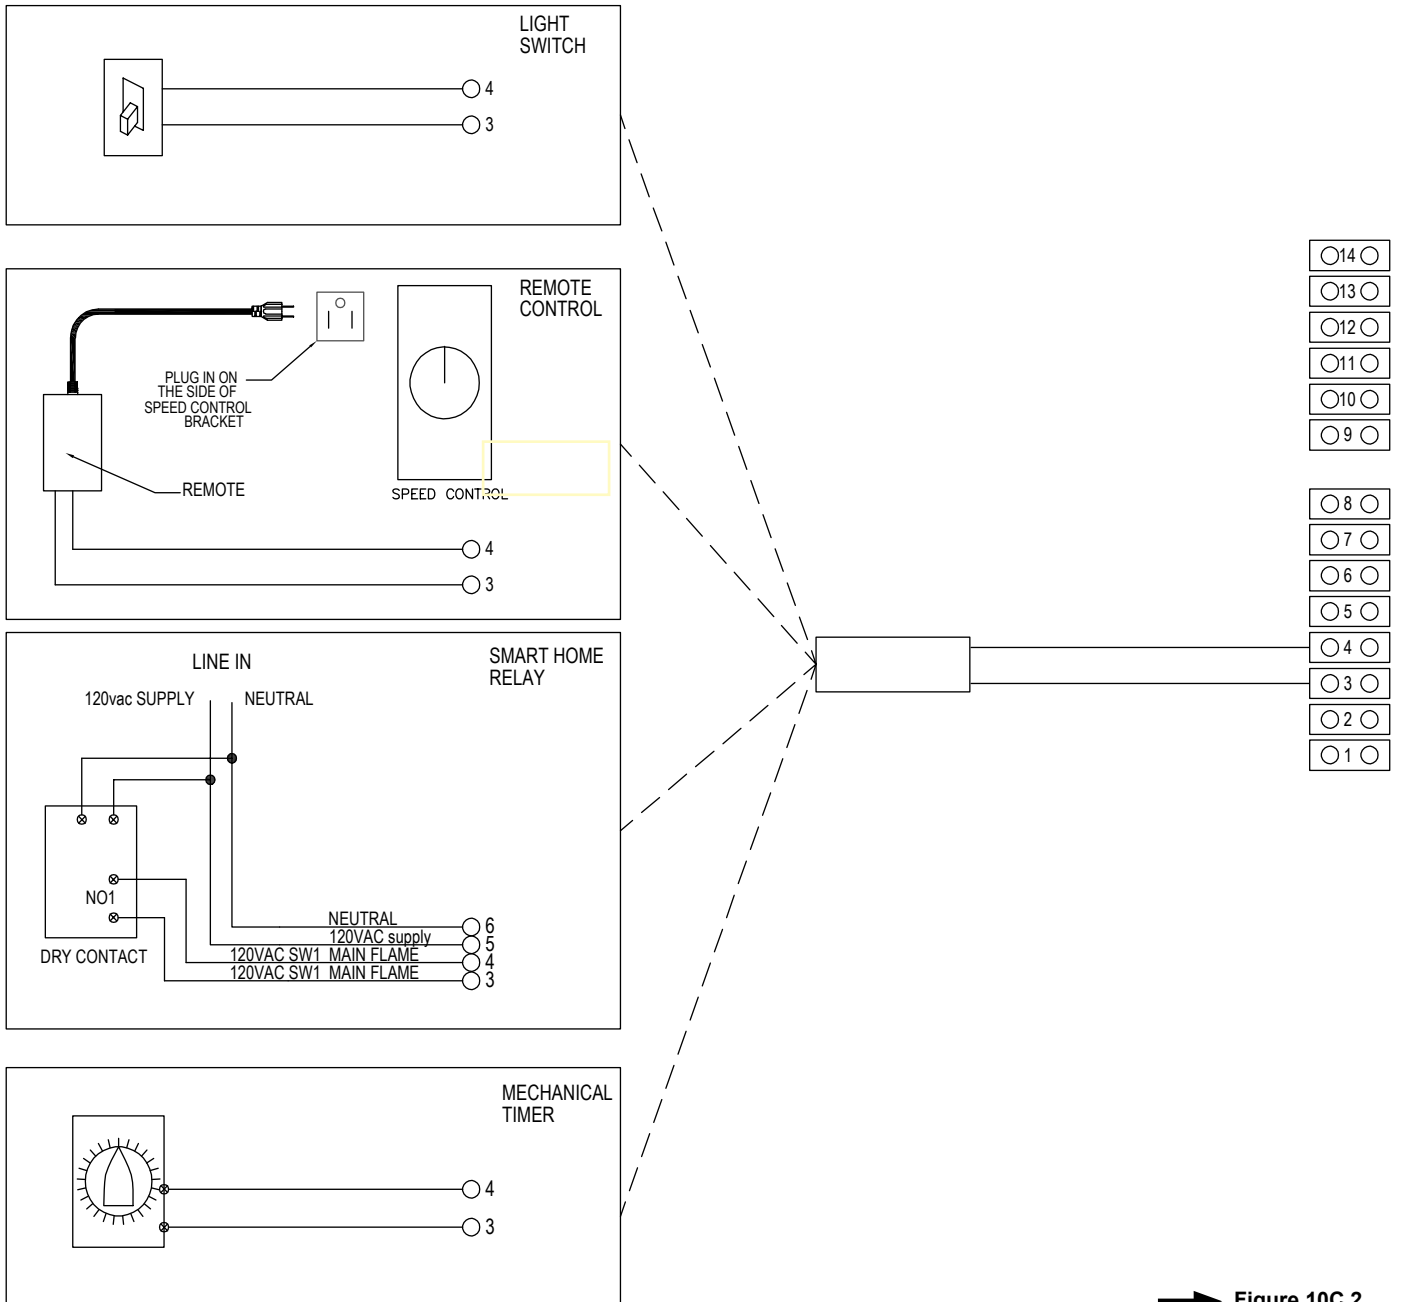 LIGHT
SWITCH
4
3
REMOTE
CONTROL
PLUG IN ON
THE SIDE OF
SPEED CONTROL
BRACKET
REMOTE
SPEED CONTROL
4
3
SMART HOME
RELAY
LINE IN
120vac SUPPLY
NEUTRAL
NO1
DRY CONTACT
NEUTRAL
6
120VAC supply
5
120VAC SW1 MAIN FLAME
4
120VAC SW1 MAIN FLAME
3
MECHANICAL
TIMER
4
3
14
13
12
11
10
9
8
7
6
5
4
3
2
1
Figure 10C.2